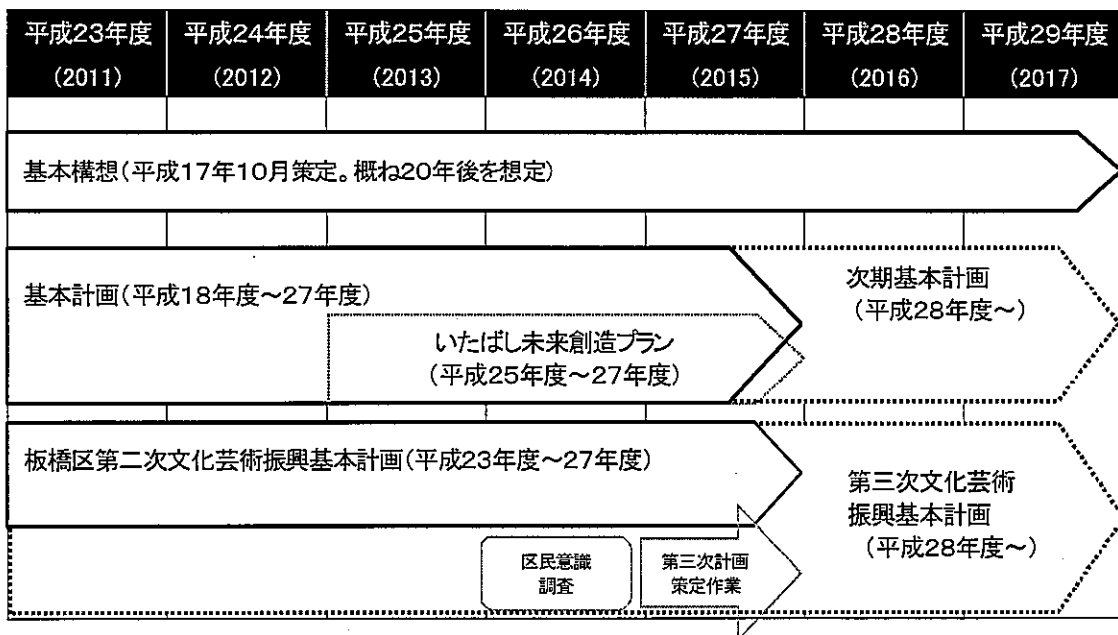 平成23年度 平成24年度 平成25年度 平成26年度 平成27年度 平成28年度 平成29年度
(2011) (2012) (2013) (2014) (2015) (2016) (2017)
基本構想(平成17年10月策定。概ね20年後を想定)
基本計画(平成18年度～27年度)
次期基本計画
(平成28年度～)
いたばし未来創造プラン
(平成25年度～27年度)
板橋区第二次文化芸術振興基本計画(平成23年度～27年度)
第三次文化芸術
振興基本計画
(平成28年度～)
区民意識
調査
第三次計画
策定作業